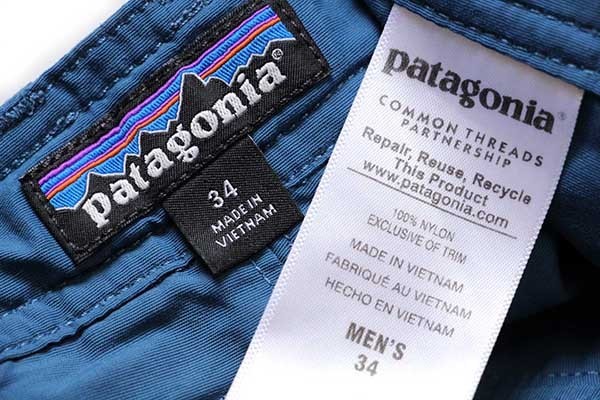 patagonia
34
MADE IN
VIETNAM
patagonia
COMMON THREADS
PARTNERSHIP
Repair, Reuse, Recycle
This Product
www.patagonia.com
100% NYLON
EXCLUSIVE OF TRIM
MADE IN VIETNAM
FABRIQUÉ AU VIETNAM
HECHO EN VIETNAM
MEN'S
34